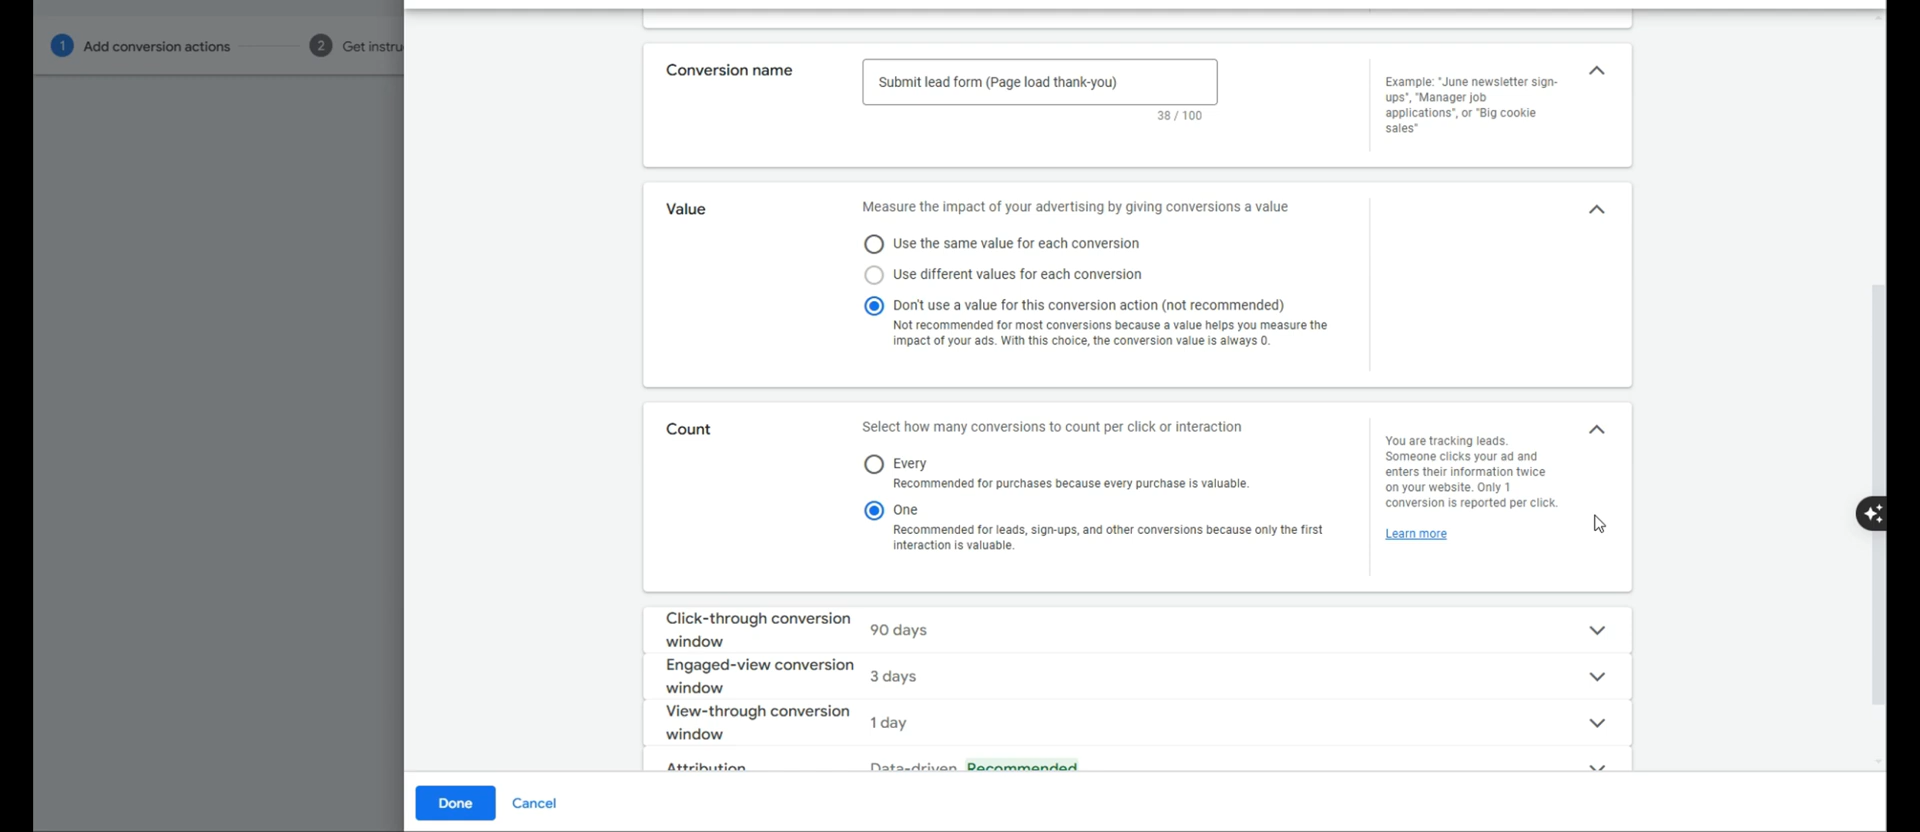 1 Add conversion actions
2 Get instru
Conversion name
Submit lead form (Page load thank-you)
38 / 100
Example: "June newsletter sign-
ups", "Manager job
applications", or "Big cookie
sales"
Value
Measure the impact of your advertising by giving conversions a value
Use the same value for each conversion
Use different values for each conversion
Don't use a value for this conversion action (not recommended)
Not recommended for most conversions because a value helps you measure the
impact of your ads. With this choice, the conversion value is always 0.
Count
Select how many conversions to count per click or interaction
Every
Recommended for purchases because every purchase is valuable.
One
Recommended for leads, sign-ups, and other conversions because only the first
interaction is valuable.
You are tracking leads.
Someone clicks your ad and
enters their information twice
on your website. Only 1
conversion is reported per click.
Learn more
Click-through conversion
window
90 days
Engaged-view conversion
window
3 days
View-through conversion
window
1 day
Attribution
Data-driven Recommended
Done
Cancel